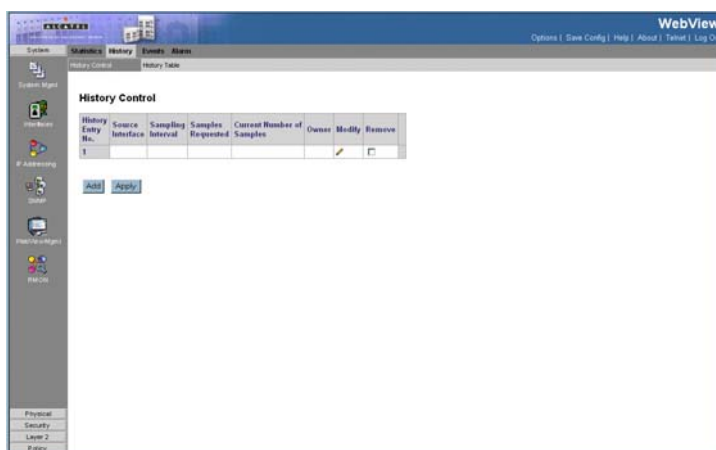 ALCATEL
WebView
Options | Save Config | Help | About | Telnet | Log Ou
System
Statistics History Events Alarm
History Control History Table
System Mgmt
Interfaces
IP Addressing
SNMP
WebView Mgmt
RMON
History Control
History Entry No. Source Interface Sampling Interval Samples Requested Current Number of Samples Owner Modify Remove
1
Add Apply
Physical
Security
Layer 2
Policy